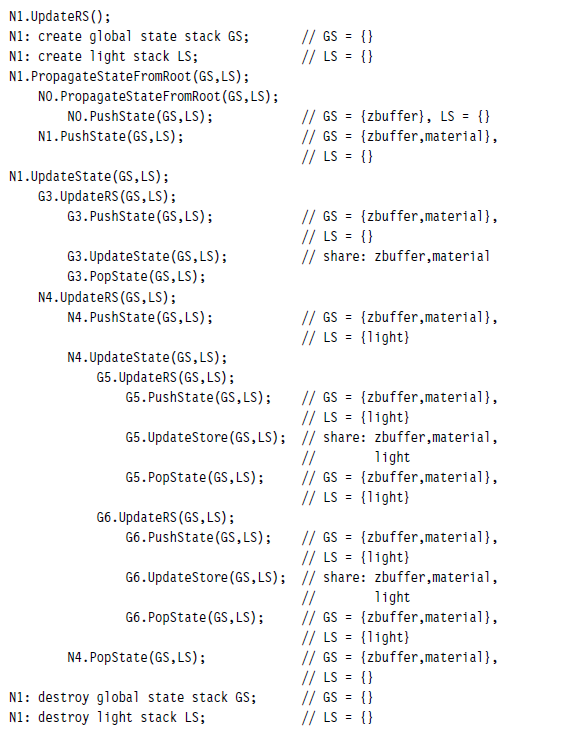 N1.UpdateRS();
N1: create global state stack GS;       // GS = {}
N1: create light stack LS;              // LS = {}
N1.PropagateStateFromRoot(GS,LS);
    N0.PropagateStateFromRoot(GS,LS);
        N0.PushState(GS,LS);            // GS = {zbuffer}, LS = {}
    N1.PushState(GS,LS);                // GS = {zbuffer,material},
                                        // LS = {}
N1.UpdateState(GS,LS);
    G3.UpdateRS(GS,LS);
        G3.PushState(GS,LS);            // GS = {zbuffer,material},
                                        // LS = {}
        G3.UpdateState(GS,LS);          // share: zbuffer,material
        G3.PopState(GS,LS);
    N4.UpdateRS(GS,LS);
        N4.PushState(GS,LS);            // GS = {zbuffer,material},
                                        // LS = {light}
        N4.UpdateState(GS,LS);
            G5.UpdateRS(GS,LS);
                G5.PushState(GS,LS);    // GS = {zbuffer,material},
                                        // LS = {light}
                G5.UpdateStore(GS,LS);  // share: zbuffer,material,
                                        //        light
                G5.PopState(GS,LS);     // GS = {zbuffer,material},
                                        // LS = {light}
            G6.UpdateRS(GS,LS);
                G6.PushState(GS,LS);    // GS = {zbuffer,material},
                                        // LS = {light}
                G6.UpdateStore(GS,LS);  // share: zbuffer,material,
                                        //        light
                G6.PopState(GS,LS);     // GS = {zbuffer,material},
                                        // LS = {light}
        N4.PopState(GS,LS);             // GS = {zbuffer,material},
                                        // LS = {}
N1: destroy global state stack GS;      // GS = {}
N1: destroy light stack LS;             // LS = {}